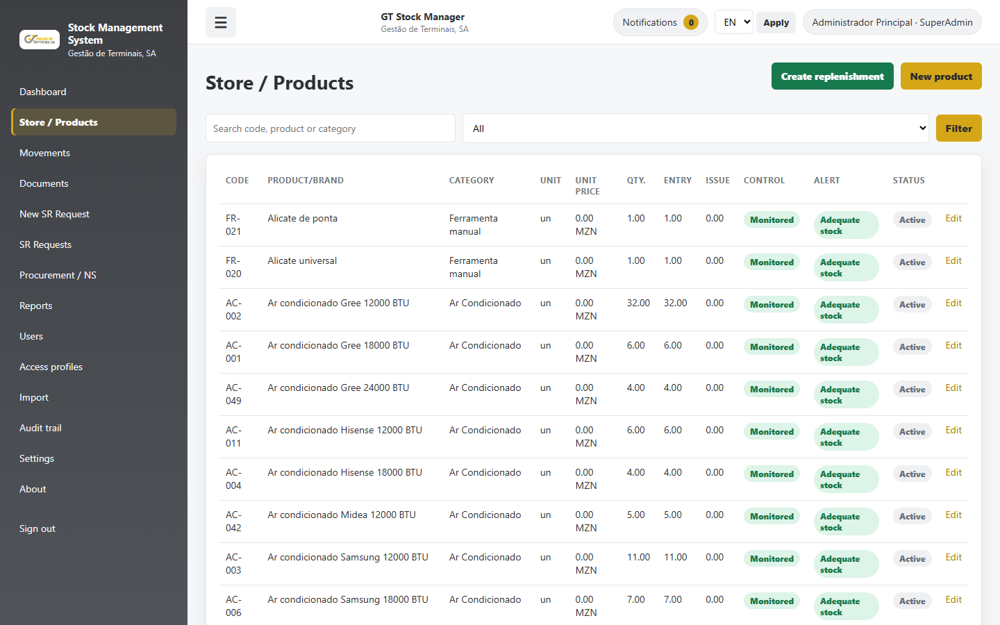 Gestão de
Terminais, SA
Stock Management
System
Gestão de Terminais, SA
Dashboard
Store / Products
Movements
Documents
New SR Request
SR Requests
Procurement / NS
Reports
Users
Access profiles
Import
Audit trail
Settings
About
Sign out
☰
GT Stock Manager
Gestão de Terminais, SA
Notifications 0
EN
Apply
Administrador Principal · SuperAdmin
Store / Products
Create replenishment
New product
Search code, product or category
All
Filter
CODE PRODUCT/BRAND CATEGORY UNIT UNIT PRICE QTY. ENTRY ISSUE CONTROL ALERT STATUS
FR-021 Alicate de ponta Ferramenta manual un 0.00 MZN 1.00 1.00 0.00 Monitored Adequate stock Active Edit
FR-020 Alicate universal Ferramenta manual un 0.00 MZN 1.00 1.00 0.00 Monitored Adequate stock Active Edit
AC-002 Ar condicionado Gree 12000 BTU Ar Condicionado un 0.00 MZN 32.00 32.00 0.00 Monitored Adequate stock Active Edit
AC-001 Ar condicionado Gree 18000 BTU Ar Condicionado un 0.00 MZN 6.00 6.00 0.00 Monitored Adequate stock Active Edit
AC-049 Ar condicionado Gree 24000 BTU Ar Condicionado un 0.00 MZN 4.00 4.00 0.00 Monitored Adequate stock Active Edit
AC-011 Ar condicionado Hisense 12000 BTU Ar Condicionado un 0.00 MZN 6.00 6.00 0.00 Monitored Adequate stock Active Edit
AC-004 Ar condicionado Hisense 18000 BTU Ar Condicionado un 0.00 MZN 4.00 4.00 0.00 Monitored Adequate stock Active Edit
AC-042 Ar condicionado Midea 12000 BTU Ar Condicionado un 0.00 MZN 5.00 5.00 0.00 Monitored Adequate stock Active Edit
AC-003 Ar condicionado Samsung 12000 BTU Ar Condicionado un 0.00 MZN 11.00 11.00 0.00 Monitored Adequate stock Active Edit
AC-006 Ar condicionado Samsung 18000 BTU Ar Condicionado un 0.00 MZN 7.00 7.00 0.00 Monitored Adequate stock Active Edit